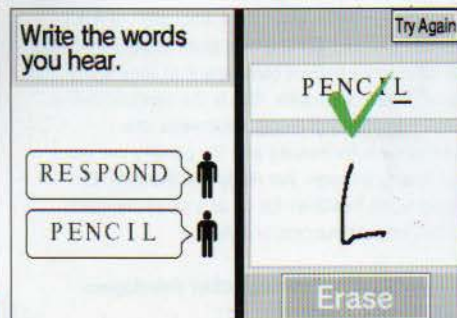 Write the words
you hear.
RESPOND
PENCIL
Try Again
PENCIL
L
Erase